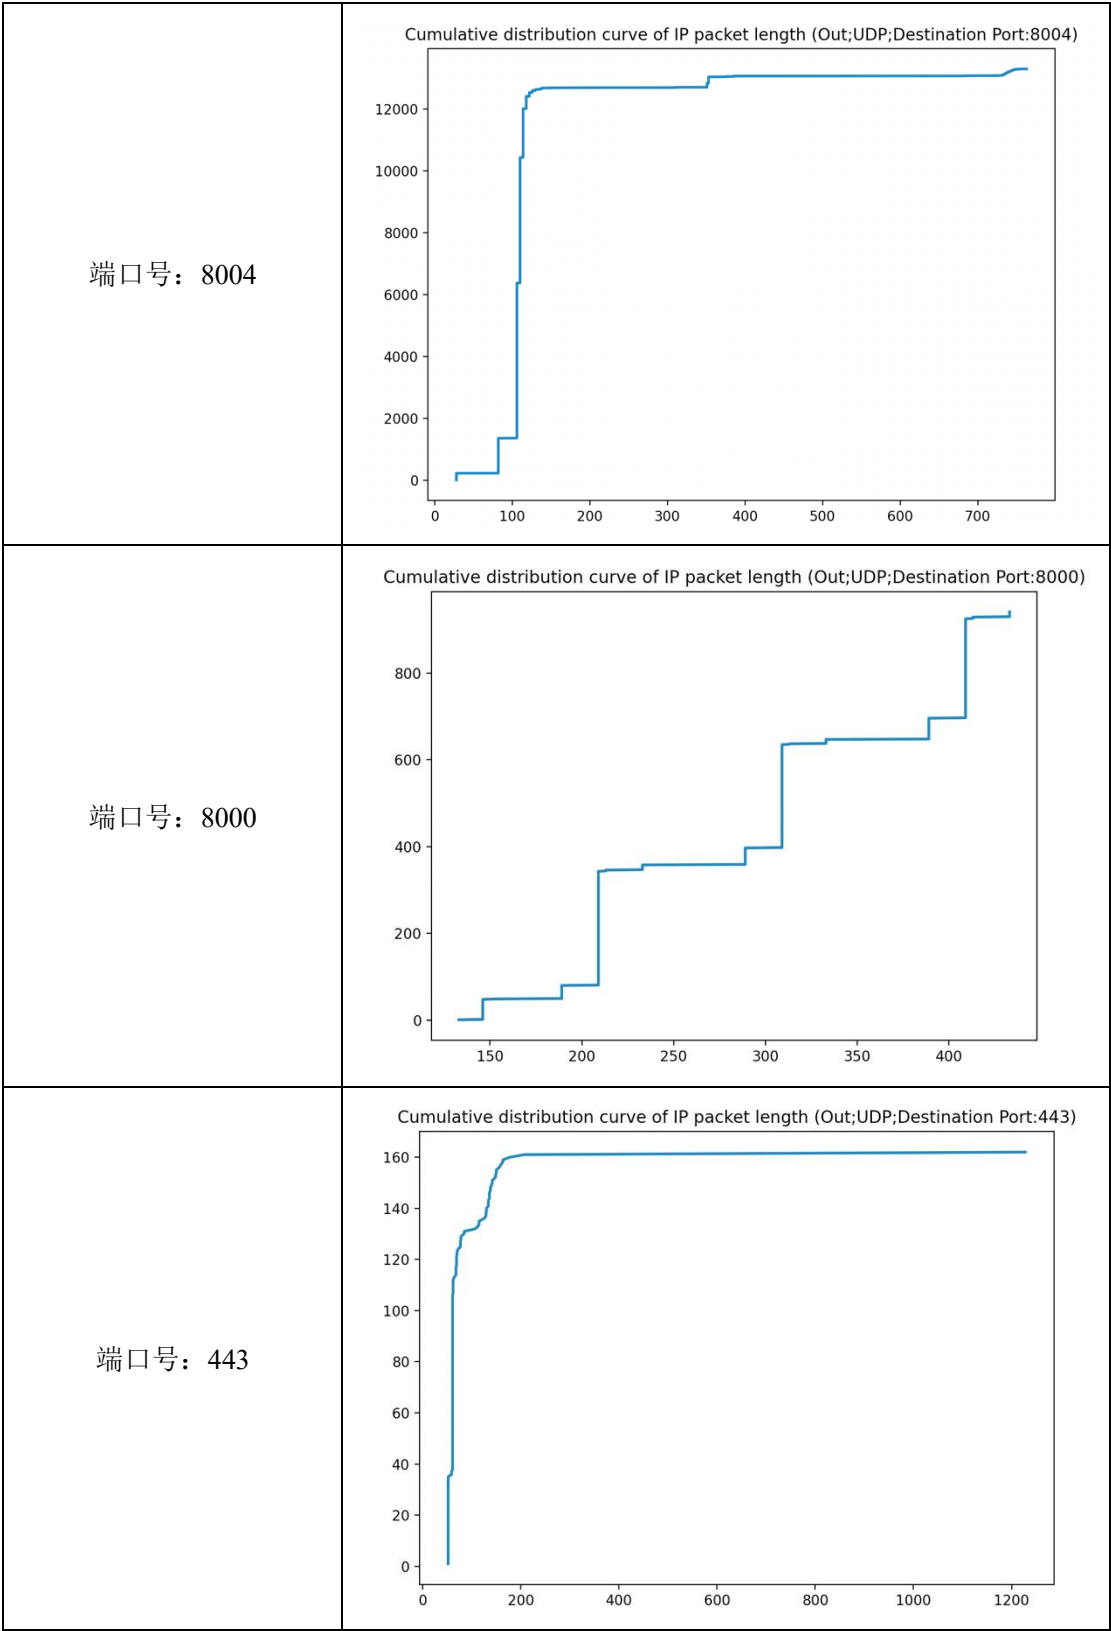 Cumulative distribution curve of IP packet length (Out;UDP;Destination Port:8004)
12000
10000
8000
6000
4000
2000
0
0 100 200 300 400 500 600 700
端口号：8004
Cumulative distribution curve of IP packet length (Out;UDP;Destination Port:8000)
800
600
400
200
0
150 200 250 300 350 400
端口号：8000
Cumulative distribution curve of IP packet length (Out;UDP;Destination Port:443)
160
140
120
100
80
60
40
20
0
0 200 400 600 800 1000 1200
端口号：443